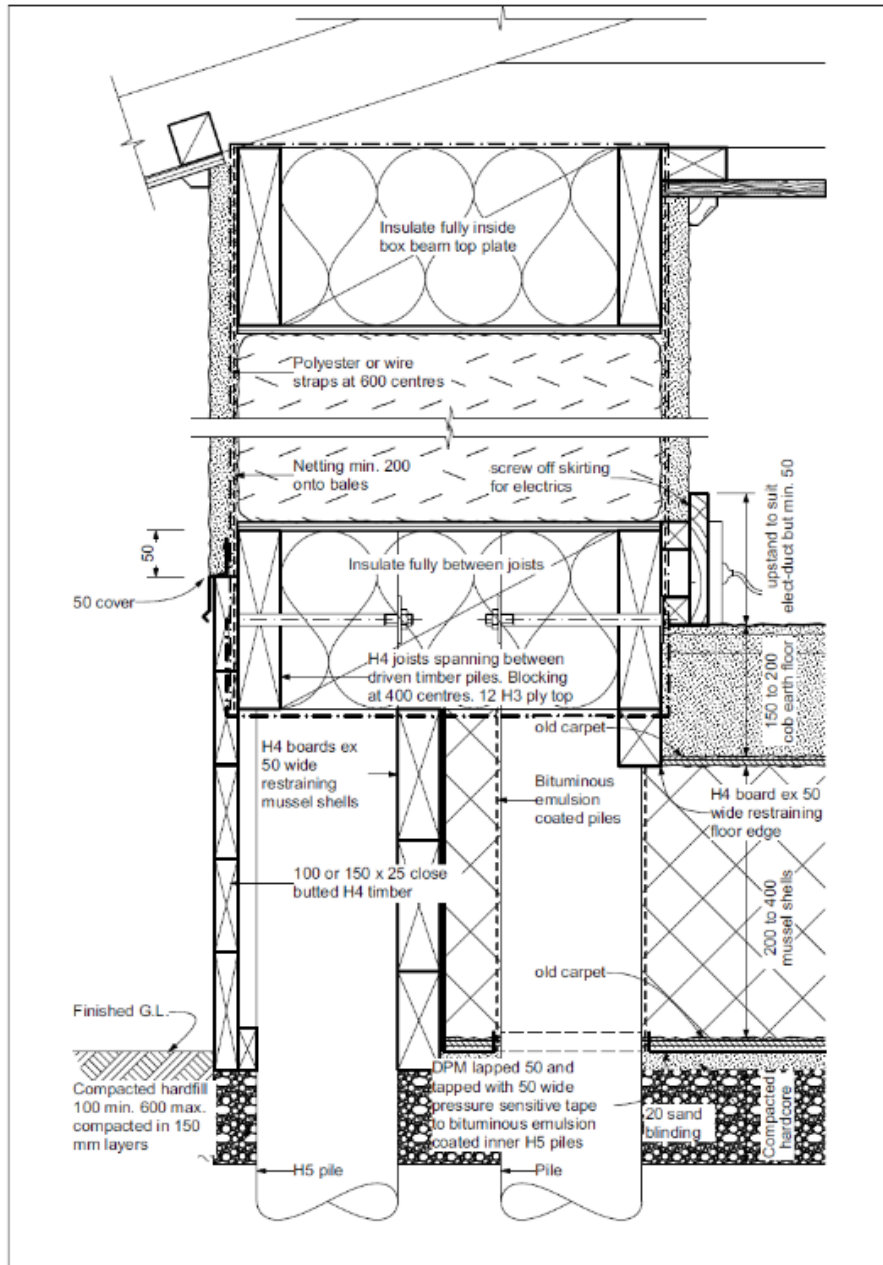 Insulate fully inside
box beam top plate
Polyester or wire
straps at 600 centres
Netting min. 200
onto bales
screw off skirting
for electrics
upstand to suit
elect-duct but min. 50
50
Insulate fully between joists
50 cover
H4 joists spanning between
driven timber piles. Blocking
at 400 centres. 12 H3 ply top
150 to 200
cob earth floor
old carpet
H4 boards ex
50 wide
restraining
mussel shells
Bituminous
emulsion
coated piles
H4 board ex 50
wide restraining
floor edge
100 or 150 x 25 close
butted H4 timber
200 to 400
mussel shells
old carpet
Finished G.L.
Compacted hardfill
100 min. 600 max.
compacted in 150
mm layers
DPM lapped 50 and
tapped with 50 wide
pressure sensitive tape
to bituminous emulsion
coated inner H5 piles
20 sand
blinding
Compacted
hardcore
H5 pile
Pile